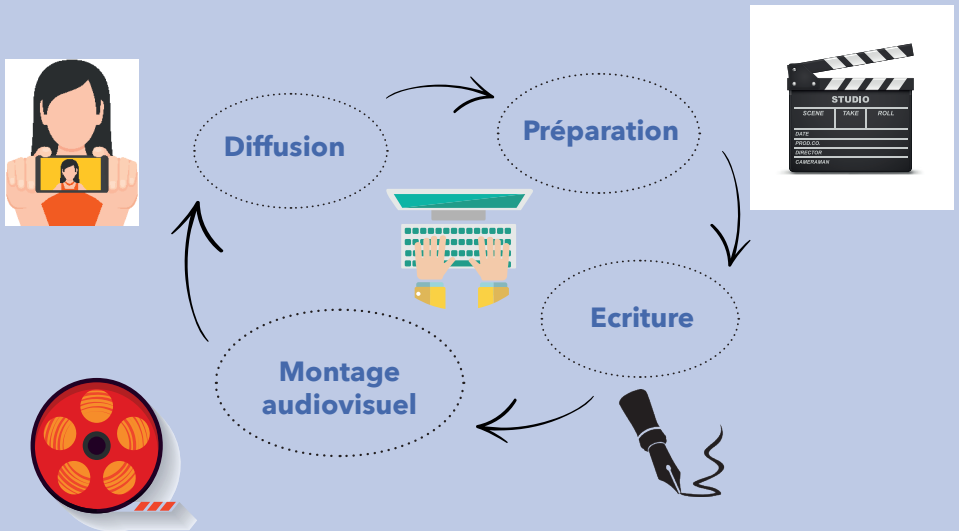 Diffusion
Préparation
STUDIO
SCENE TAKE ROLL
DATE
PROD.CO.
DIRECTOR
CAMERAMAN
Ecriture
Montage
audiovisuel